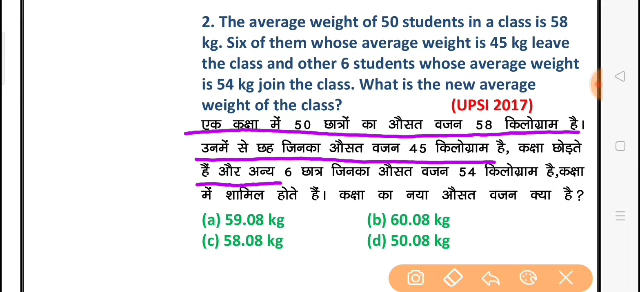 2. The average weight of 50 students in a class is 58
kg. Six of them whose average weight is 45 kg leave
the class and other 6 students whose average weight
is 54 kg join the class. What is the new average
weight of the class? (UPSI 2017)
एक कक्षा में 50 छात्रों का औसत वजन 58 किलोग्राम है।
उनमें से छह जिनका औसत वजन 45 किलोग्राम है, कक्षा छोड़ते
हैं और अन्य 6 छात्र जिनका औसत वजन 54 किलोग्राम है,कक्षा
में शामिल होते हैं। कक्षा का नया औसत वजन क्या है?
(a) 59.08 kg (b) 60.08 kg
(c) 58.08 kg (d) 50.08 kg